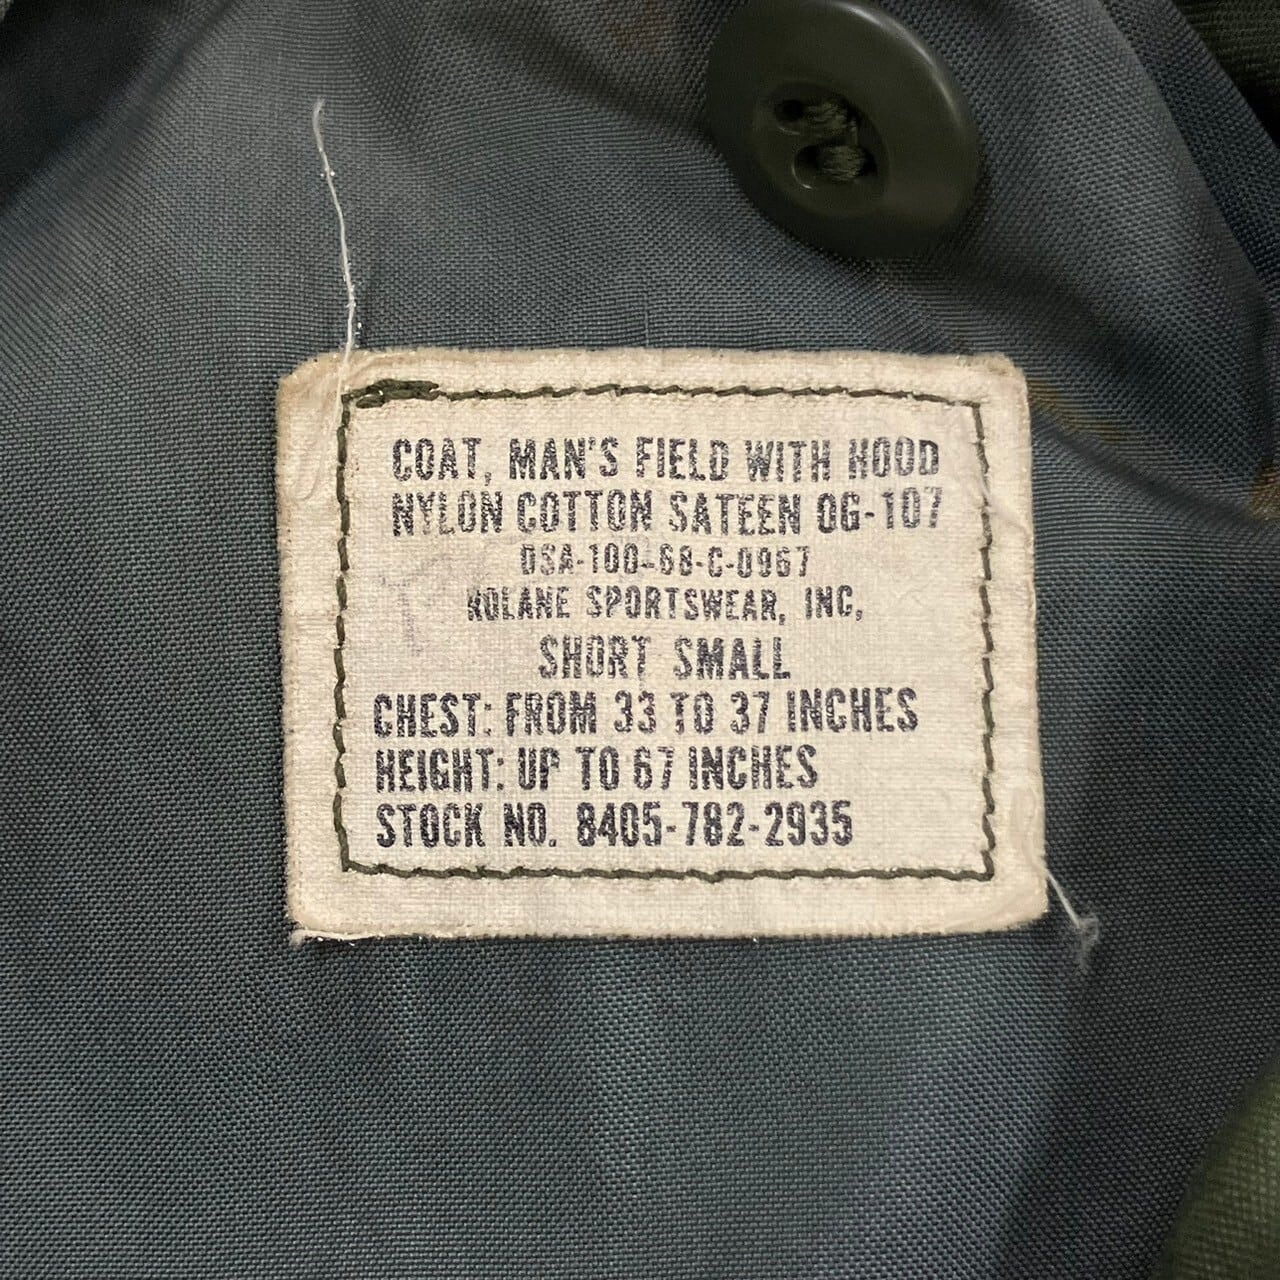 COAT, MAN'S FIELD WITH HOOD
NYLON COTTON SATEEN OG-107
DSA-100-68-C-0967
ROLANE SPORTSWEAR, INC,
SHORT SMALL
CHEST: FROM 33 TO 37 INCHES
HEIGHT: UP TO 67 INCHES
STOCK NO. 8405-782-2935